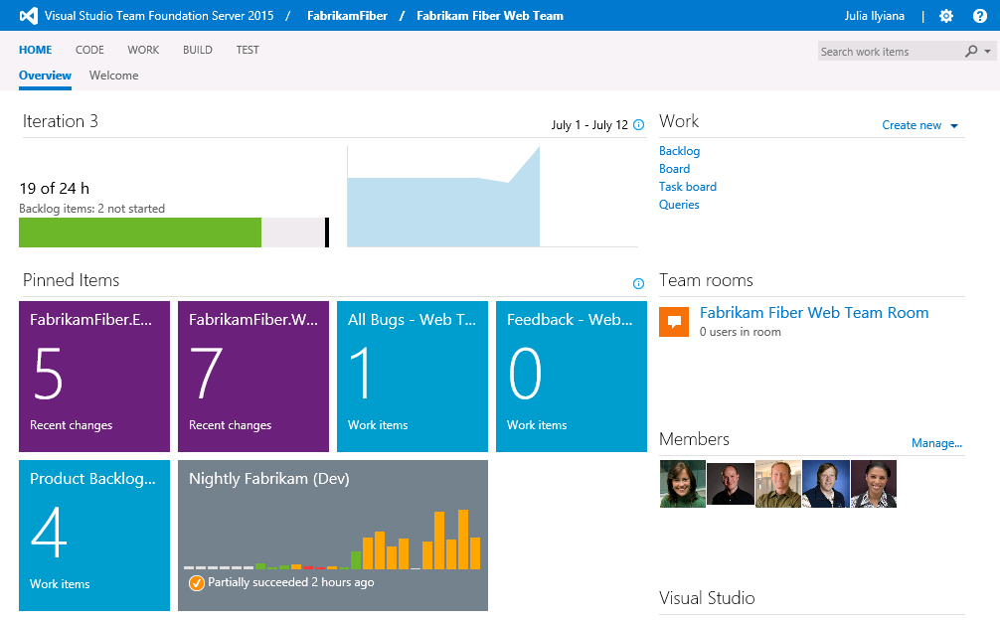 Visual Studio Team Foundation Server 2015 / FabrikamFiber / Fabrikam Fiber Web Team
Julia Ilyiana | ?
HOME CODE WORK BUILD TEST
Search work items
Overview Welcome
Iteration 3
July 1 - July 12
19 of 24 h
Backlog items: 2 not started
Work
Create new
Backlog
Board
Task board
Queries
Pinned Items
FabrikamFiber.E...
5
Recent changes
FabrikamFiber.W...
7
Recent changes
All Bugs - Web T...
1
Work items
Feedback - Web...
0
Work items
Product Backlog...
4
Work items
Nightly Fabrikam (Dev)
Partially succeeded 2 hours ago
Team rooms
Fabrikam Fiber Web Team Room
0 users in room
Members
Manage...
Visual Studio